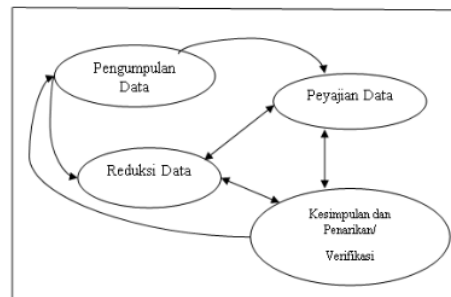 Pengumpulan
Data
Peyajian Data
Reduksi Data
Kesimpulan dan
Penarikan/
Verifikasi